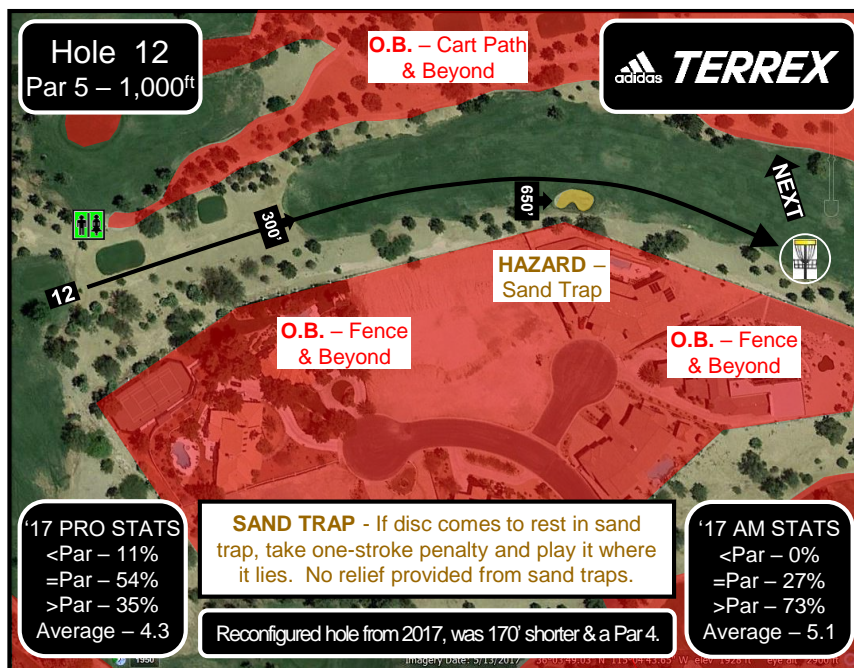 Hole 12
Par 5 – 1,000ft
O.B. – Cart Path
& Beyond
adidas TERREX
NEXT
650'
300'
12
HAZARD –
Sand Trap
O.B. – Fence
& Beyond
O.B. – Fence
& Beyond
'17 PRO STATS
<Par – 11%
=Par – 54%
>Par – 35%
Average – 4.3
SAND TRAP - If disc comes to rest in sand
trap, take one-stroke penalty and play it where
it lies. No relief provided from sand traps.
'17 AM STATS
<Par – 0%
=Par – 27%
>Par – 73%
Average – 5.1
Reconfigured hole from 2017, was 170' shorter & a Par 4.
1950
Imagery Date: 5/13/2017